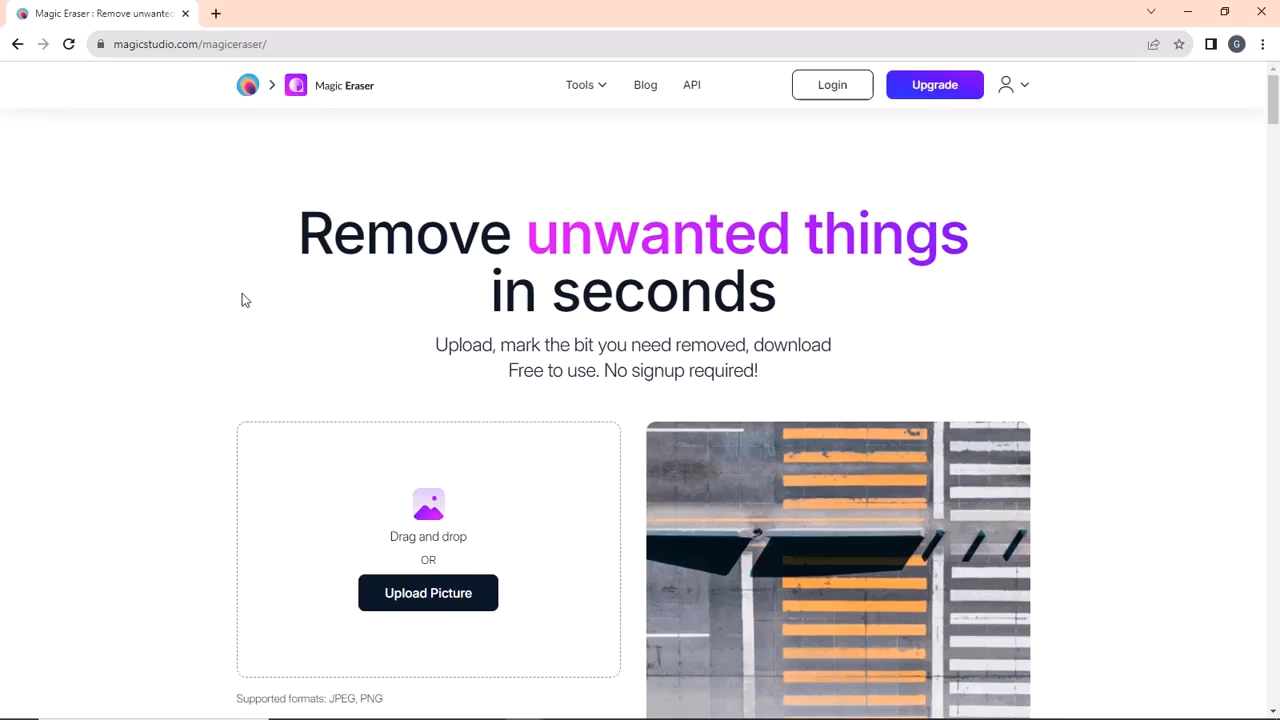 Magic Eraser : Remove unwanted
magicstudio.com/magiceraser/
G
Magic Eraser
Tools
Blog
API
Login
Upgrade
Remove unwanted things
in seconds
Upload, mark the bit you need removed, download
Free to use. No signup required!
Drag and drop
OR
Upload Picture
Supported formats: JPEG, PNG